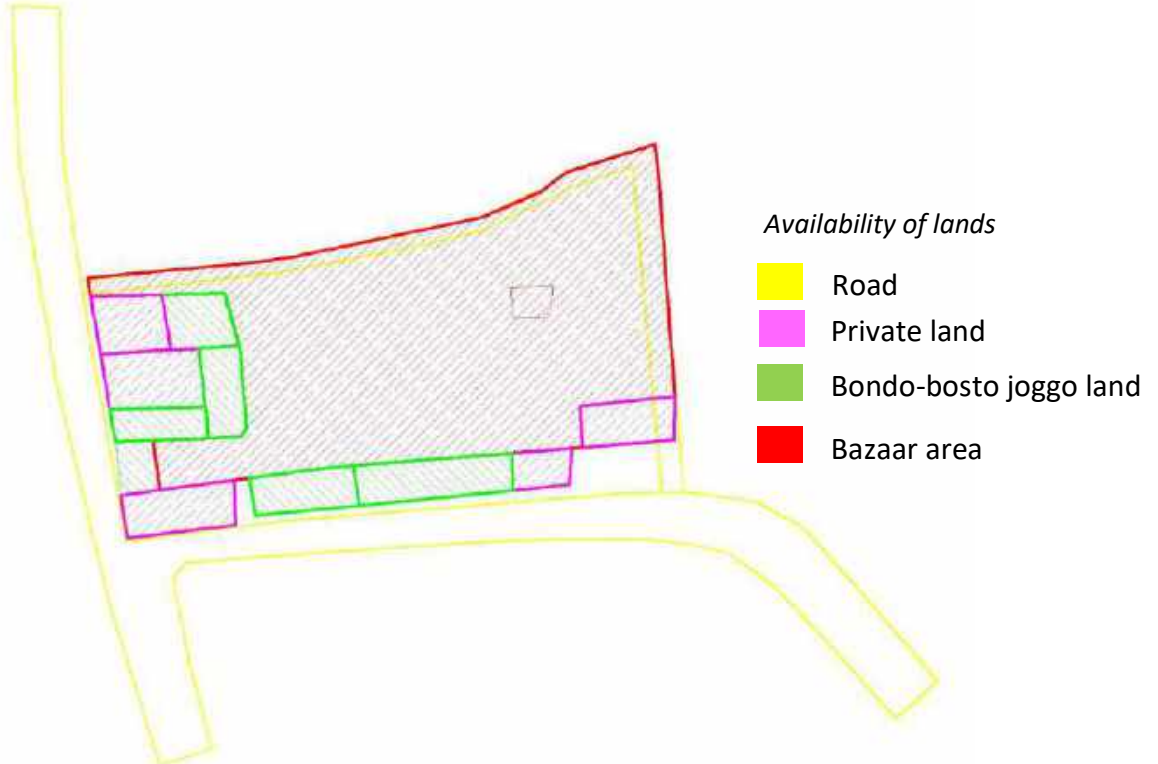 Availability of lands
Road
Private land
Bondo-bosto joggo land
Bazaar area